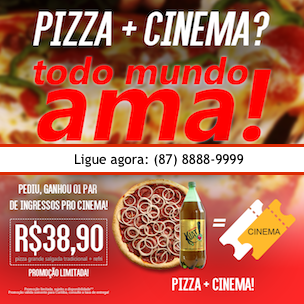 PIZZA + CINEMA?
todo mundo
ama!
Ligue agora: (87) 8888-9999
PEDIU, GANHOU 01 PAR
DE INGRESSOS PRO CINEMA!
R$38,90
pizza grande salgada tradicional + refri
PROMOÇÃO LIMITADA!
=
CINEMA
PIZZA + CINEMA!